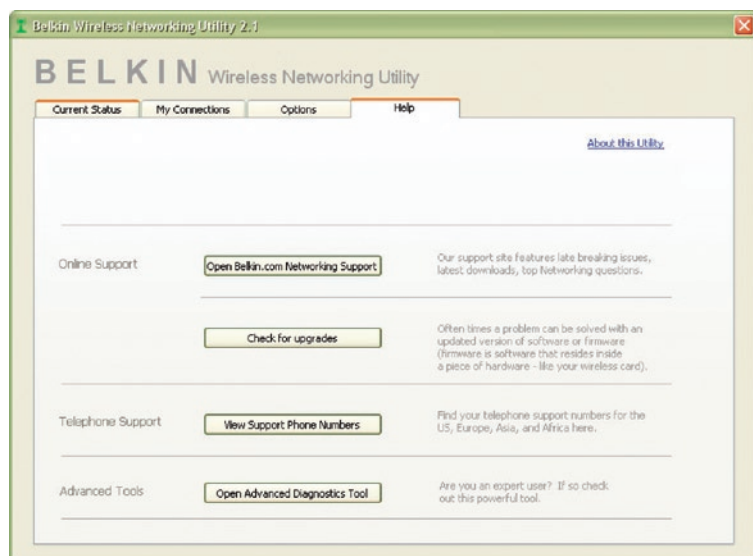 Belkin Wireless Networking Utility 2.1
BELKIN Wireless Networking Utility
Current Status
My Connections
Options
Help
About this Utility
Online Support
Open Belkin.com Networking Support
Our support site features late breaking issues,
latest downloads, top Networking questions.
Check for upgrades
Often times a problem can be solved with an
updated version of software or firmware
(firmware is software that resides inside
a piece of hardware - like your wireless card).
Telephone Support
View Support Phone Numbers
Find your telephone support numbers for the
US, Europe, Asia, and Africa here.
Advanced Tools
Open Advanced Diagnostics Tool
Are you an expert user? If so check
out this powerful tool.